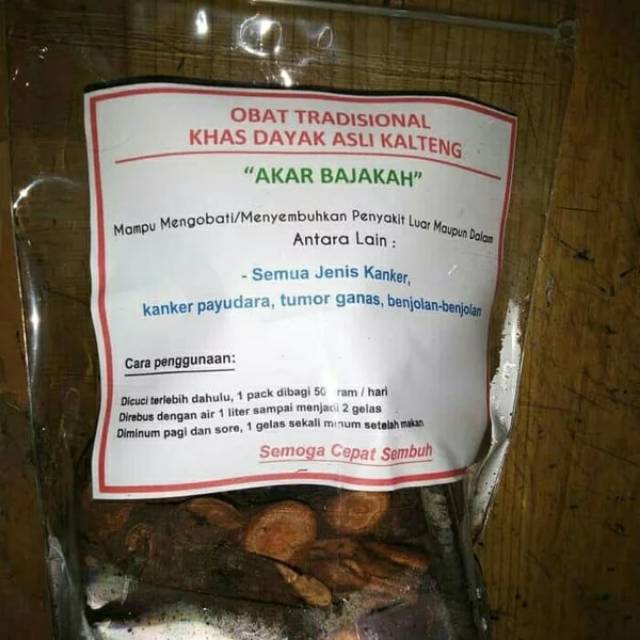 OBAT TRADISIONAL
KHAS DAYAK ASLI KALTENG
"AKAR BAJAKAH"
Mampu Mengobati/Menyembuhkan Penyakit Luar Maupun Dalam
Antara Lain :
- Semua Jenis Kanker,
kanker payudara, tumor ganas, benjolan-benjolan
Cara penggunaan:
Dicuci terlebih dahulu, 1 pack dibagi 50 ram / hari
Direbus dengan air 1 liter sampai menjadi 2 gelas
Diminum pagi dan sore, 1 gelas sekali minum setelah makan
Semoga Cepat Sembuh